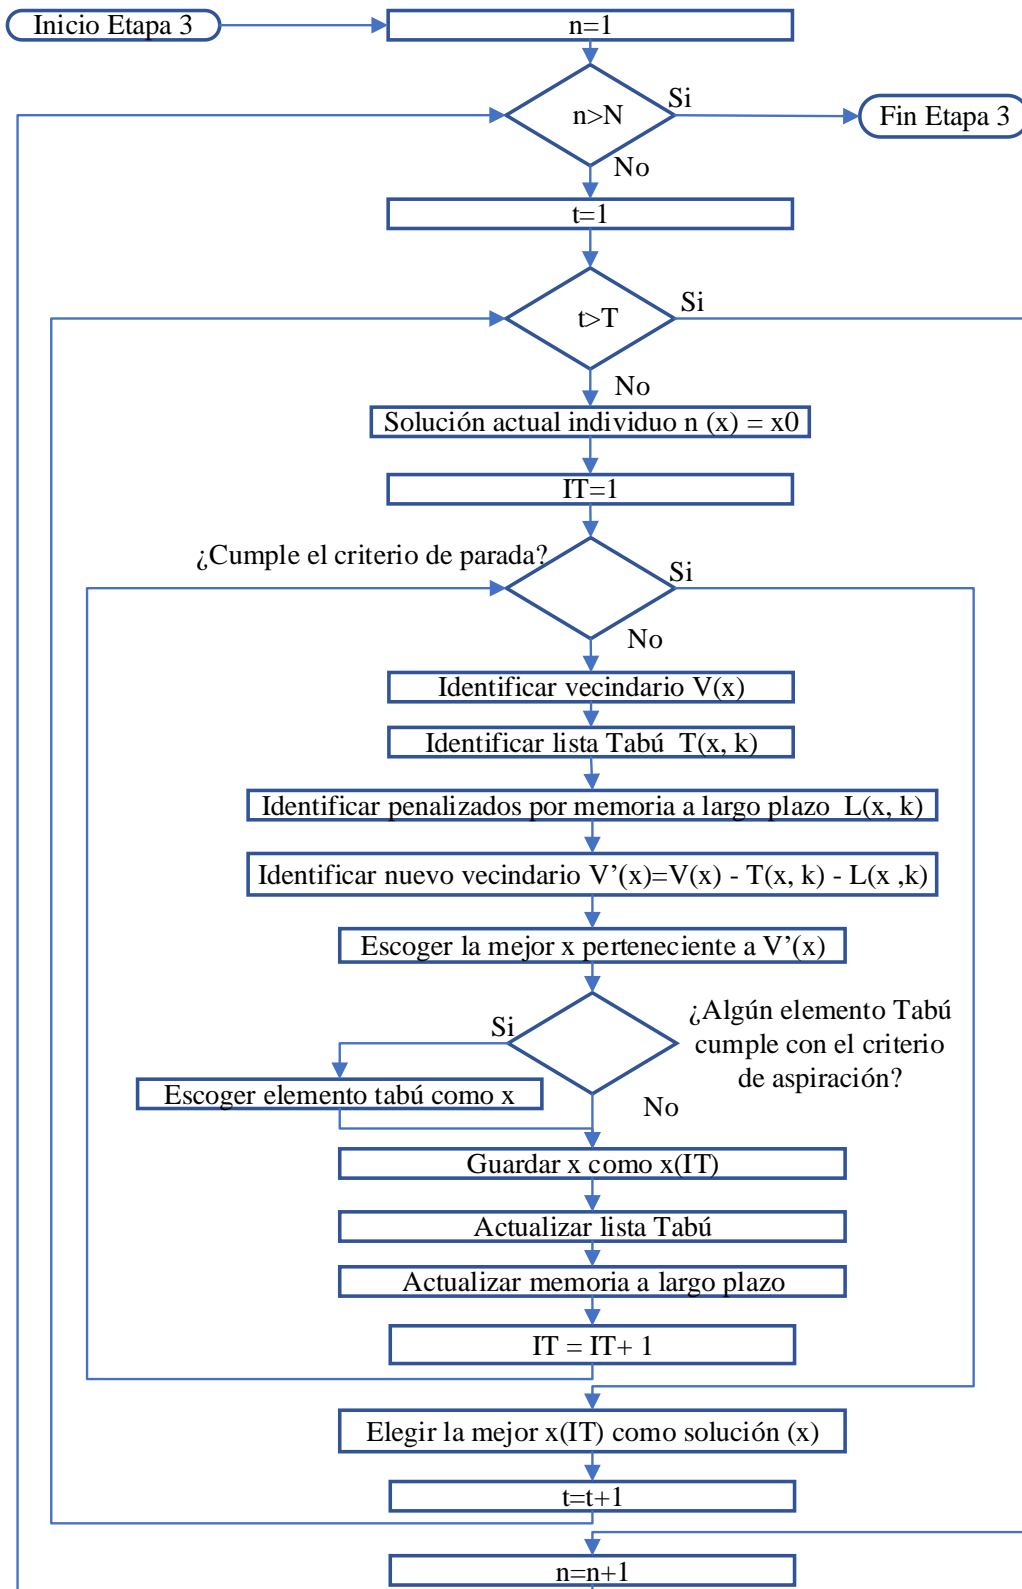 Inicio Etapa 3
n=1
n>N
Si
Fin Etapa 3
No
t=1
t>T
Si
No
Solución actual individuo n (x) = x0
IT=1
¿Cumple el criterio de parada?
Si
No
Identificar vecindario V(x)
Identificar lista Tabú T(x, k)
Identificar penalizados por memoria a largo plazo L(x, k)
Identificar nuevo vecindario V’(x)=V(x) - T(x, k) - L(x ,k)
Escoger la mejor x perteneciente a V’(x)
¿Algún elemento Tabú
cumple con el criterio
de aspiración?
Si
Escoger elemento tabú como x
No
Guardar x como x(IT)
Actualizar lista Tabú
Actualizar memoria a largo plazo
IT = IT+ 1
Elegir la mejor x(IT) como solución (x)
t=t+1
n=n+1